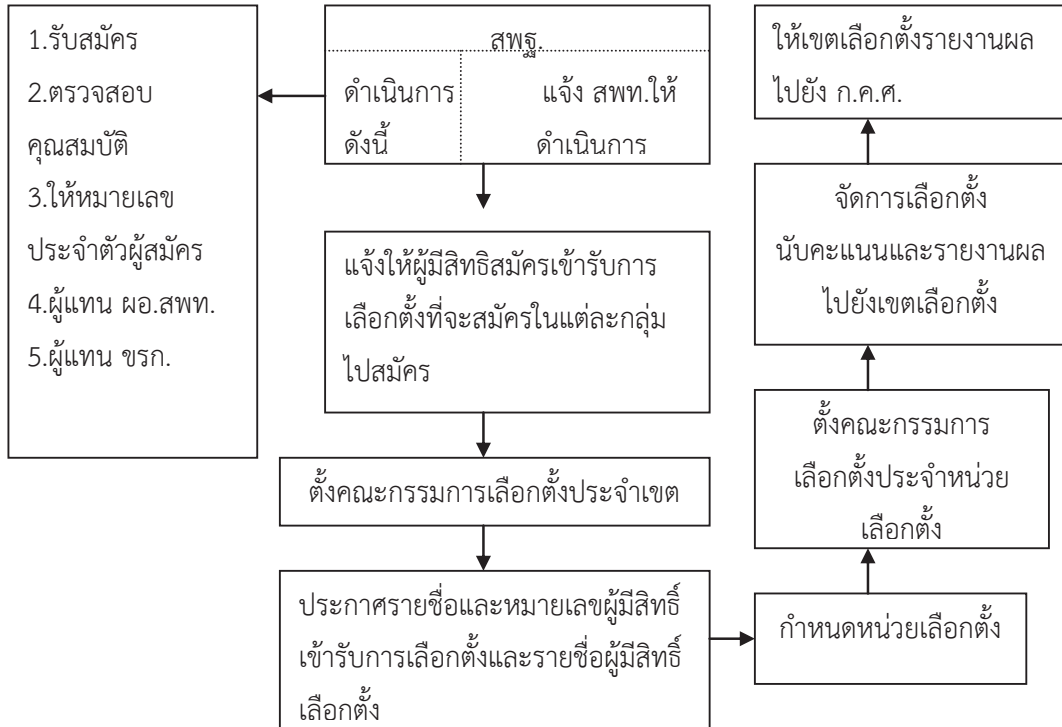 1.รับสมัคร
2.ตรวจสอบ
คุณสมบัติ
3.ให้หมายเลข
ประจำตัวผู้สมัคร
4.ผู้แทน ผอ.สพท.
5.ผู้แทน ขรก.
สพฐ.
ดำเนินการ
ดังนี้
แจ้ง สพท.ให้
ดำเนินการ
แจ้งให้ผู้มีสิทธิสมัครเข้ารับการ
เลือกตั้งที่จะสมัครในแต่ละกลุ่ม
ไปสมัคร
ตั้งคณะกรรมการเลือกตั้งประจำเขต
ประกาศรายชื่อและหมายเลขผู้มีสิทธิ์
เข้ารับการเลือกตั้งและรายชื่อผู้มีสิทธิ์
เลือกตั้ง
กำหนดหน่วยเลือกตั้ง
ตั้งคณะกรรมการ
เลือกตั้งประจำหน่วย
เลือกตั้ง
จัดการเลือกตั้ง
นับคะแนนและรายงานผล
ไปยังเขตเลือกตั้ง
ให้เขตเลือกตั้งรายงานผล
ไปยัง ก.ค.ศ.